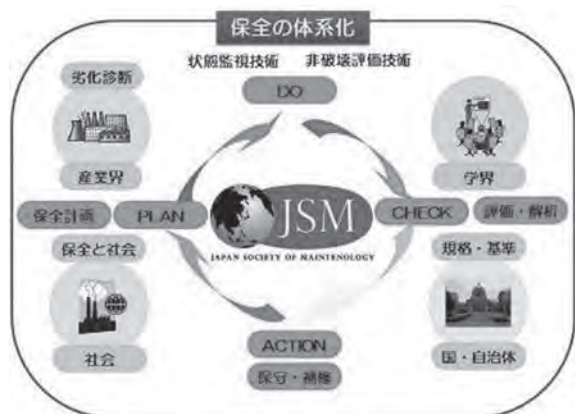 保全の体系化
状態監視技術 非破壊評価技術
DO
劣化診断
産業界
学界
保全計画 PLAN
JSM
CHECK 評価・解析
JAPAN SOCIETY OF MAINTENOLOGY
保全と社会
規格・基準
社会
国・自治体
ACTION
保守・補修